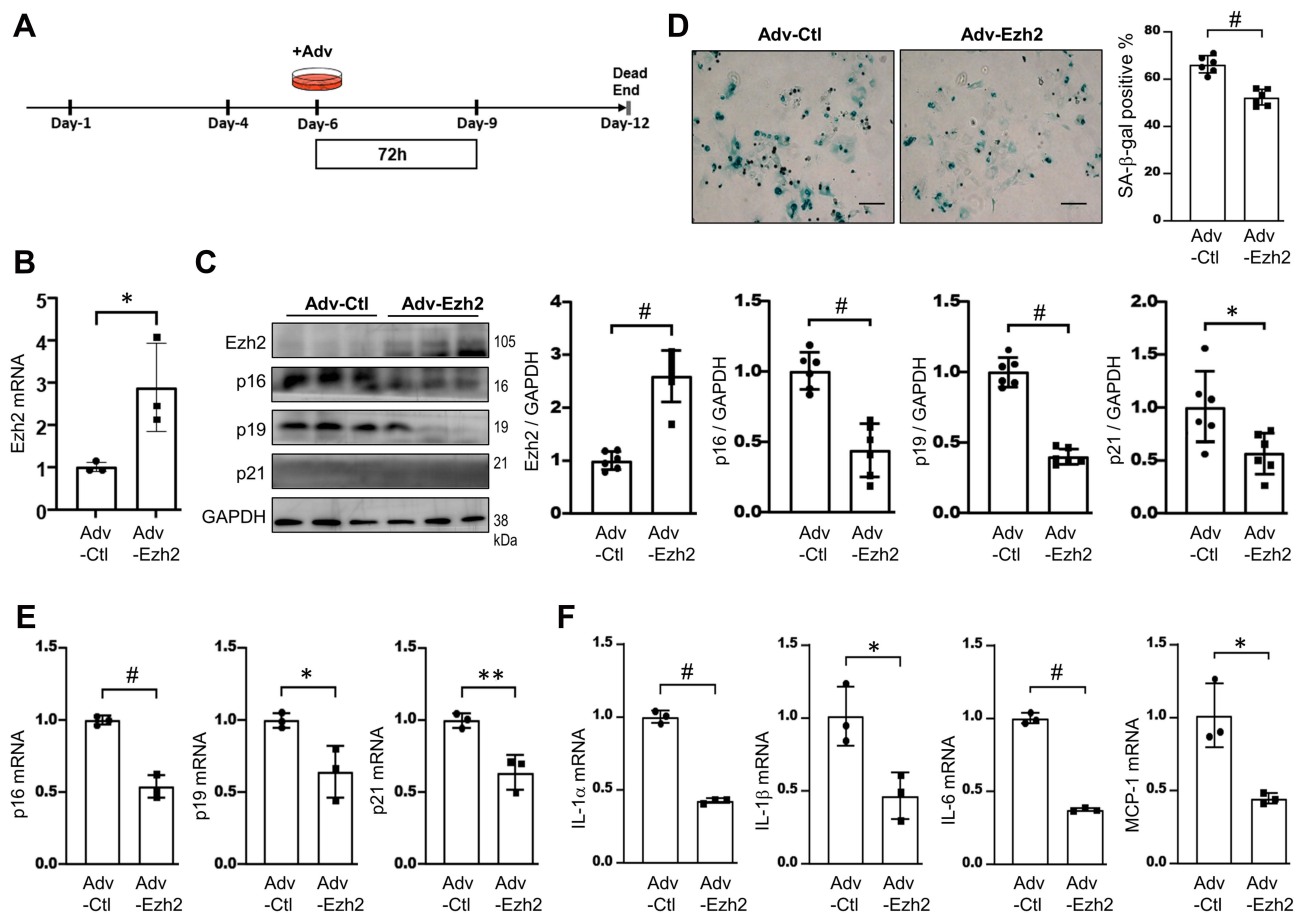 A
+Adv
Dead
End
Day-1
Day-4
Day-6
Day-9
Day-12
72h
D
Adv-Ctl
Adv-Ezh2
SA-β-gal positive %
80
60
40
20
0
#
Adv
-Ctl
Adv
-Ezh2
B
Ezh2 mRNA
5
4
3
2
1
0
*
Adv
-Ctl
Adv
-Ezh2
C
Adv-Ctl
Adv-Ezh2
Ezh2
105
p16
16
p19
19
p21
21
GAPDH
38
kDa
Ezh2 / GAPDH
4
3
2
1
0
#
Adv
-Ctl
Adv
-Ezh2
p16 / GAPDH
1.5
1.0
0.5
0.0
#
Adv
-Ctl
Adv
-Ezh2
p19 / GAPDH
1.5
1.0
0.5
0.0
#
Adv
-Ctl
Adv
-Ezh2
p21 / GAPDH
2.0
1.5
1.0
0.5
0.0
*
Adv
-Ctl
Adv
-Ezh2
E
p16 mRNA
1.5
1.0
0.5
0.0
#
Adv
-Ctl
Adv
-Ezh2
p19 mRNA
1.5
1.0
0.5
0.0
*
Adv
-Ctl
Adv
-Ezh2
p21 mRNA
1.5
1.0
0.5
0.0
**
Adv
-Ctl
Adv
-Ezh2
F
IL-1α mRNA
1.5
1.0
0.5
0.0
#
Adv
-Ctl
Adv
-Ezh2
IL-1β mRNA
1.5
1.0
0.5
0.0
*
Adv
-Ctl
Adv
-Ezh2
IL-6 mRNA
1.5
1.0
0.5
0.0
#
Adv
-Ctl
Adv
-Ezh2
MCP-1 mRNA
1.5
1.0
0.5
0.0
*
Adv
-Ctl
Adv
-Ezh2